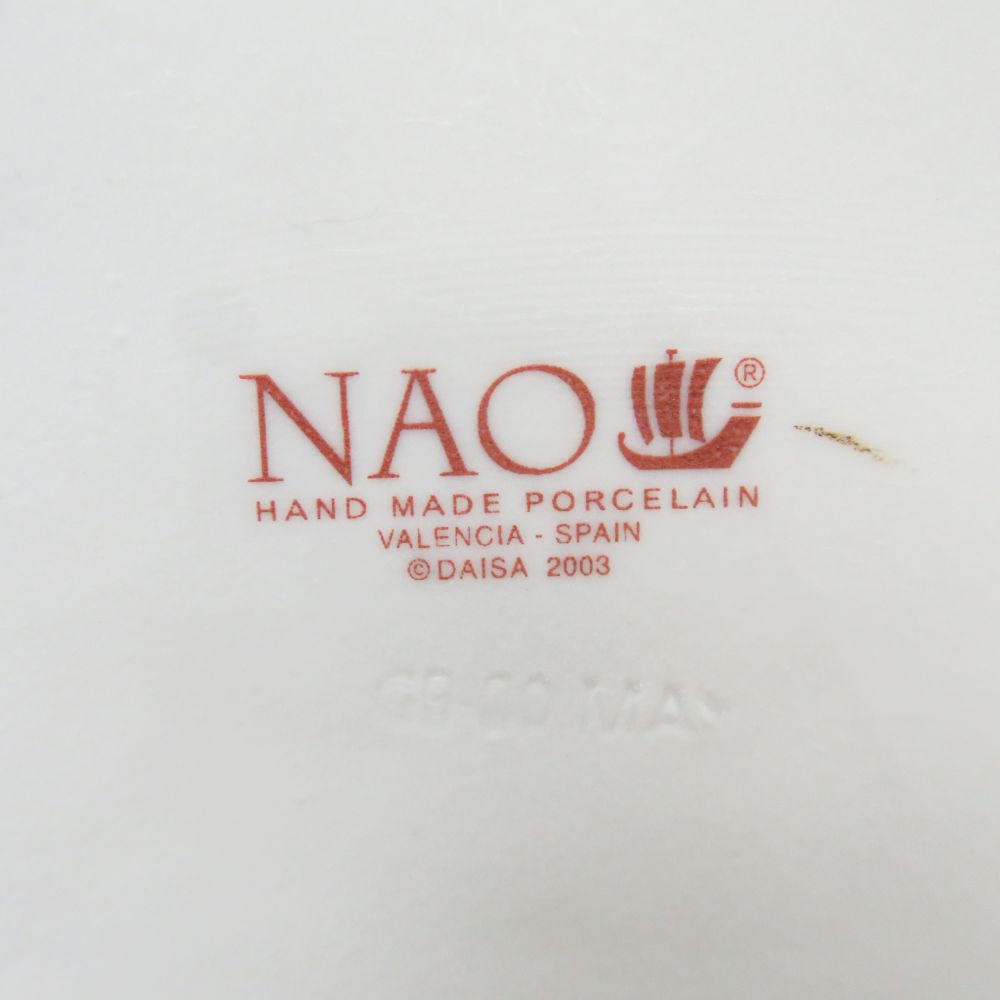 NAO ®
HAND MADE PORCELAIN
VALENCIA - SPAIN
© DAISA 2003